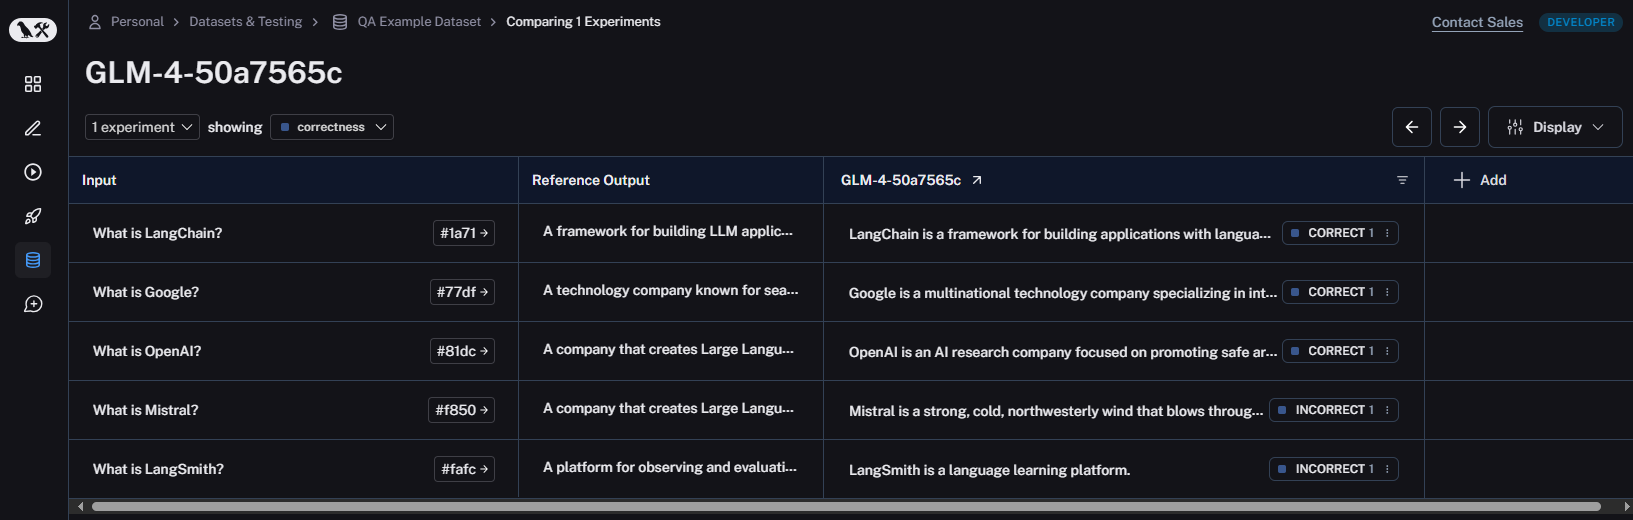 Personal > Datasets & Testing > QA Example Dataset > Comparing 1 Experiments
Contact Sales
DEVELOPER
GLM-4-50a7565c
1 experiment showing correctness
Display
Input Reference Output GLM-4-50a7565c + Add
What is LangChain? #1a71 → A framework for building LLM applic... LangChain is a framework for building applications with langua... CORRECT 1
What is Google? #77df → A technology company known for sea... Google is a multinational technology company specializing in int... CORRECT 1
What is OpenAI? #81dc → A company that creates Large Langu... OpenAI is an AI research company focused on promoting safe ar... CORRECT 1
What is Mistral? #f850 → A company that creates Large Langu... Mistral is a strong, cold, northwesterly wind that blows throug... INCORRECT 1
What is LangSmith? #fafc → A platform for observing and evaluati... LangSmith is a language learning platform. INCORRECT 1